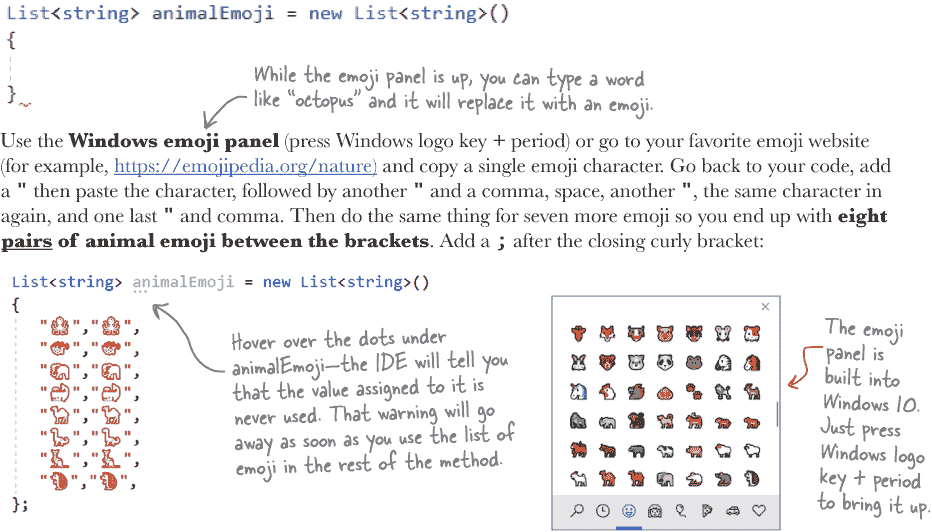 List<string> animalEmoji = new List<string>()
{
}
While the emoji panel is up, you can type a word
like “octopus” and it will replace it with an emoji.
Use the Windows emoji panel (press Windows logo key + period) or go to your favorite emoji website
(for example, https://emojipedia.org/nature) and copy a single emoji character. Go back to your code, add
a " then paste the character, followed by another " and a comma, space, another ", the same character in
again, and one last " and comma. Then do the same thing for seven more emoji so you end up with eight
pairs of animal emoji between the brackets. Add a ; after the closing curly bracket:
List<string> animalEmoji = new List<string>()
{
"🐙","🐙",
"🐡","🐡",
"🐘","🐘",
"🐳","🐳",
"🐪","🐪",
"🦕","🦕",
"🦘","🦘",
"🦔","🦔",
};
Hover over the dots under
animalEmoji—the IDE will tell you
that the value assigned to it is
never used. That warning will go
away as soon as you use the list of
emoji in the rest of the method.
The emoji
panel is
built into
Windows 10.
Just press
Windows logo
key + period
to bring it up.